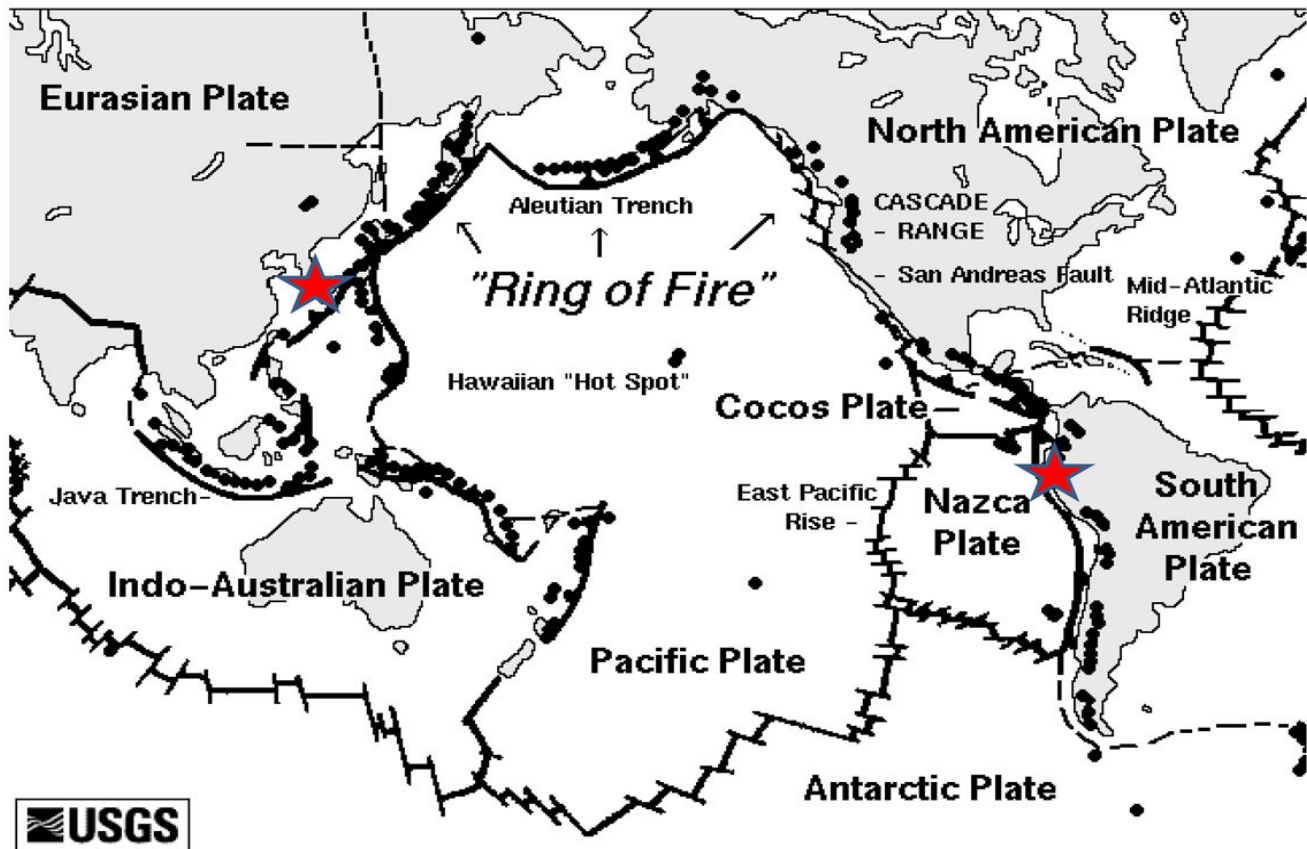 Eurasian Plate
North American Plate
Aleutian Trench
CASCADE
- RANGE
"Ring of Fire"
- San Andreas Fault
Mid-Atlantic
Ridge
Hawaiian "Hot Spot"
Cocos Plate-
Java Trench-
East Pacific
Rise -
Nazca
Plate
South
American
Plate
Indo-Australian Plate
Pacific Plate
Antarctic Plate
USGS